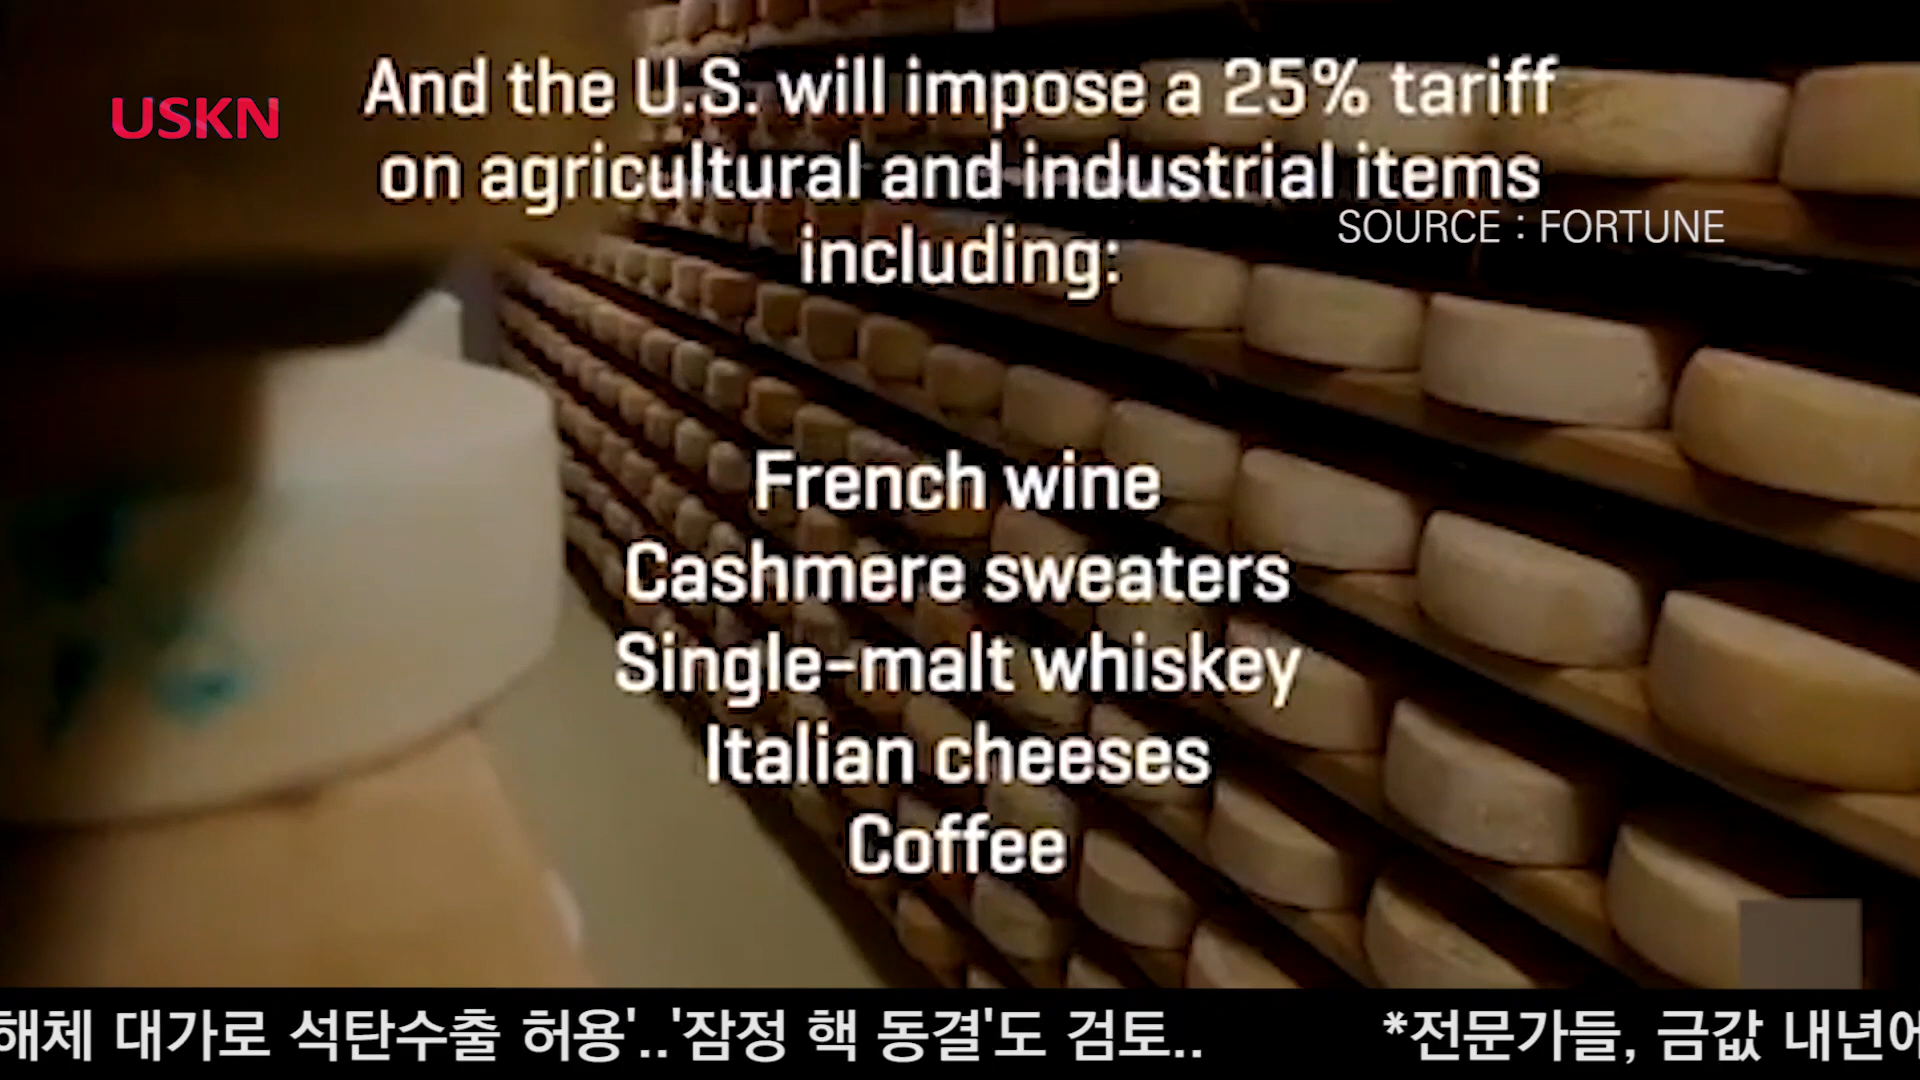 And the U.S. will impose a 25% tariff
USKN
on agricultural and industrial items
SOURCE : FORTUNE
including:
French wine
Cashmere sweaters
Single-malt whiskey
Italian cheeses
Coffee
해체 대가로 석탄수출 허용'..'잠정 핵 동결'도 검토.. *전문가들, 금값 내년에